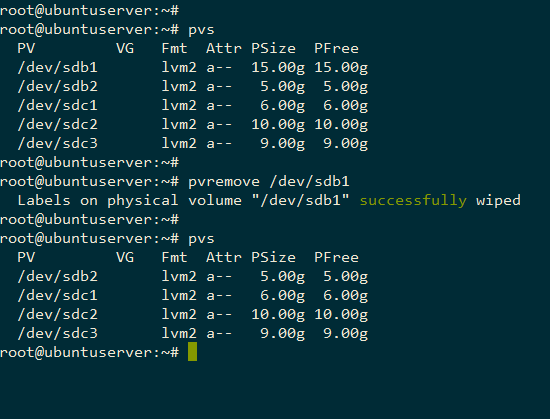 root@ubuntuserver:~#
root@ubuntuserver:~# pvs
  PV         VG   Fmt  Attr PSize  PFree
  /dev/sdb1       lvm2 a--  15.00g 15.00g
  /dev/sdb2       lvm2 a--   5.00g  5.00g
  /dev/sdc1       lvm2 a--   6.00g  6.00g
  /dev/sdc2       lvm2 a--  10.00g 10.00g
  /dev/sdc3       lvm2 a--   9.00g  9.00g
root@ubuntuserver:~#
root@ubuntuserver:~# pvremove /dev/sdb1
  Labels on physical volume "/dev/sdb1" successfully wiped
root@ubuntuserver:~#
root@ubuntuserver:~# pvs
  PV         VG   Fmt  Attr PSize  PFree
  /dev/sdb2       lvm2 a--   5.00g  5.00g
  /dev/sdc1       lvm2 a--   6.00g  6.00g
  /dev/sdc2       lvm2 a--  10.00g 10.00g
  /dev/sdc3       lvm2 a--   9.00g  9.00g
root@ubuntuserver:~#